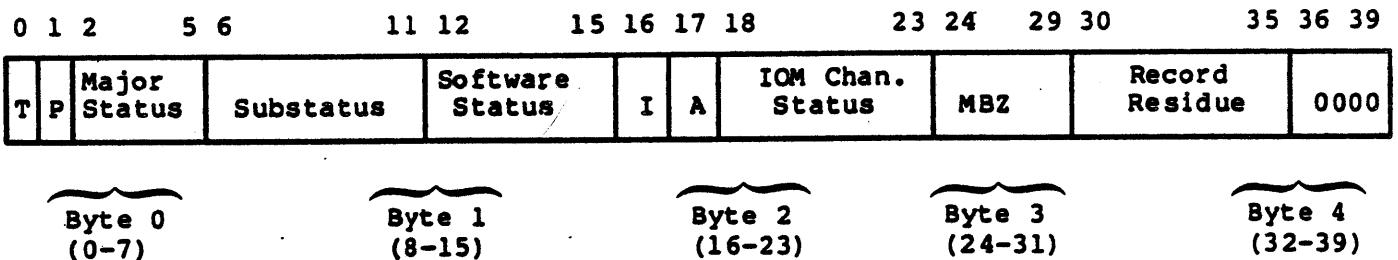 0 1 2 5 6 11 12 15 16 17 18 23 24 29 30 35 36 39
Major Software IOM Chan. Record
T P Status Substatus Status I A Status MBZ Residue 0000
Byte 0 Byte 1 Byte 2 Byte 3 Byte 4
(0-7) (8-15) (16-23) (24-31) (32-39)